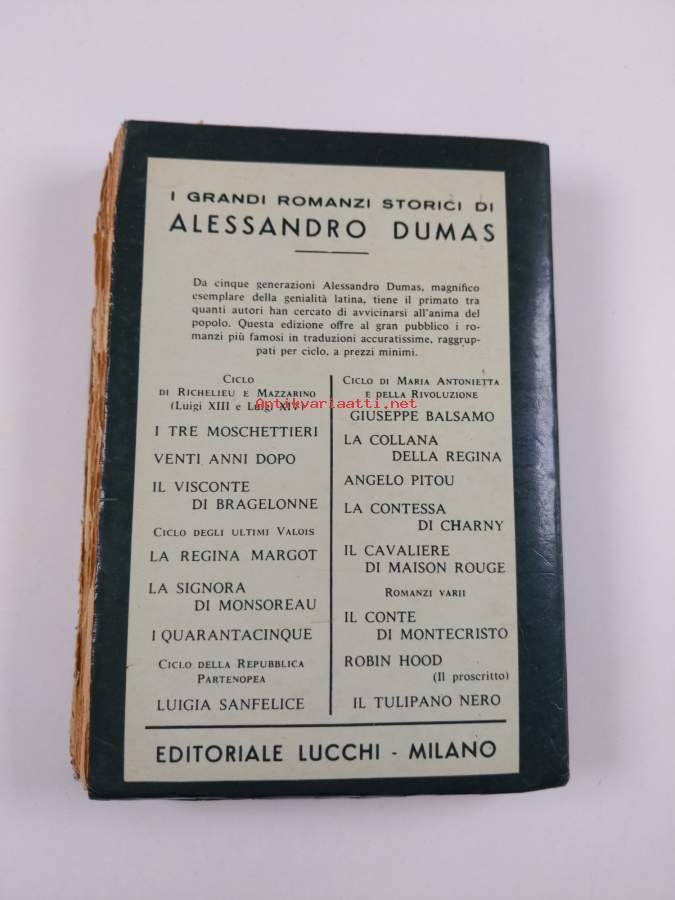 I GRANDI ROMANZI STORICI DI
ALESSANDRO DUMAS
Da cinque generazioni Alessandro Dumas, magnifico
esemplare della genialità latina, tiene il primato tra
quanti autori han cercato di avvicinarsi all'anima del
popolo. Questa edizione offre al gran pubblico i ro-
manzi più famosi in traduzioni accuratissime, raggrup-
pati per ciclo, a prezzi minimi.
Ciclo
di Richelieu e Mazzarino
(Luigi XIII e Luigi XIV)
I TRE MOSCHETTIERI
VENTI ANNI DOPO
IL VISCONTE
DI BRAGELONNE
Ciclo degli ultimi Valois
LA REGINA MARGOT
LA SIGNORA
DI MONSOREAU
I QUARANTACINQUE
Ciclo della Repubblica
Partenopea
LUIGIA SANFELICE
Ciclo di Maria Antonietta
e della Rivoluzione
GIUSEPPE BALSAMO
LA COLLANA
DELLA REGINA
ANGELO PITOU
LA CONTESSA
DI CHARNY
IL CAVALIERE
DI MAISON ROUGE
Romanzi varii
IL CONTE
DI MONTECRISTO
ROBIN HOOD
(Il proscritto)
IL TULIPANO NERO
EDITORIALE LUCCHI - MILANO
Antikvariaatti.net